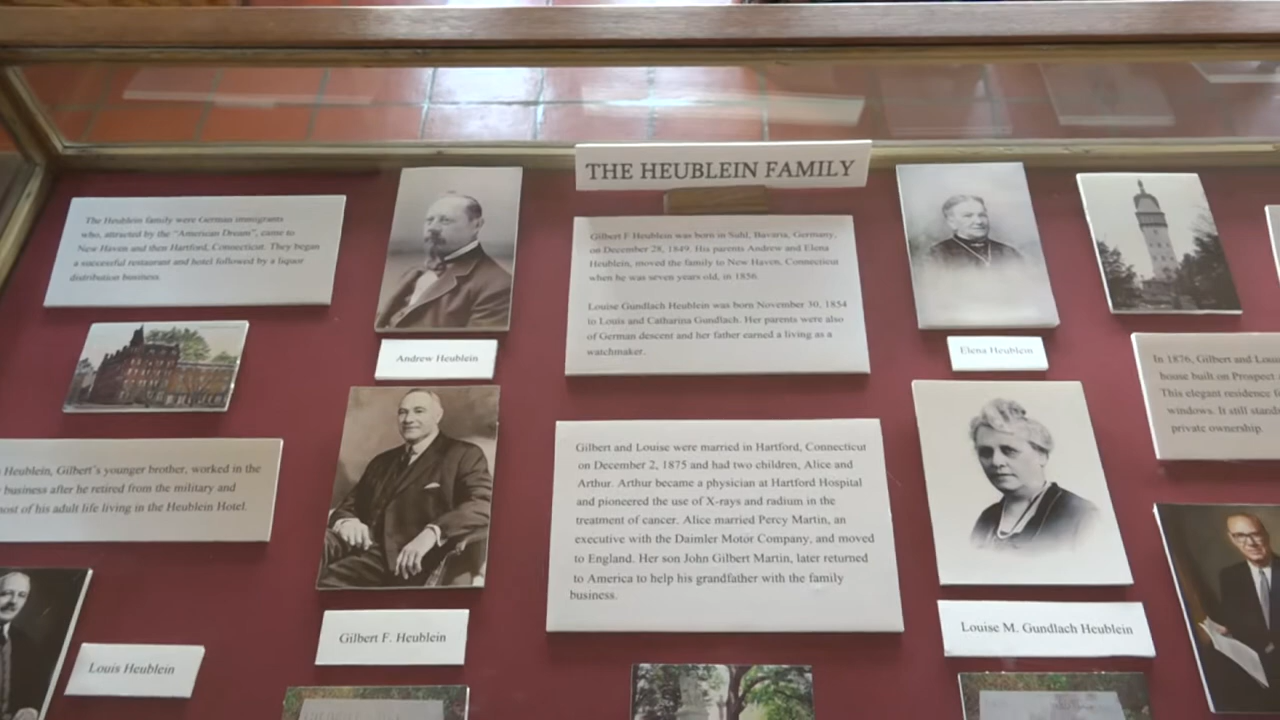 THE HEUBLEIN FAMILY
The Heublein family were German immigrants
who, attracted by the "American Dream", came to
New Haven and then Hartford, Connecticut. They began
a successful restaurant and hotel followed by a liquor
distribution business.
Andrew Heublein
Gilbert F Heublein was born in Suhl, Bavaria, Germany,
on December 28, 1849. His parents Andrew and Elena
Heublein, moved the family to New Haven, Connecticut
when he was seven years old, in 1856.
Louise Gundlach Heublein was born November 30, 1854
to Louis and Catharina Gundlach. Her parents were also
of German descent and her father earned a living as a
watchmaker.
Elena Heublein
In 1876, Gilbert and Loui
house built on Prospect
This elegant residence
windows. It still stand
private ownership.
Heublein, Gilbert's younger brother, worked in the
business after he retired from the military and
most of his adult life living in the Heublein Hotel.
Gilbert and Louise were married in Hartford, Connecticut
on December 2, 1875 and had two children, Alice and
Arthur. Arthur became a physician at Hartford Hospital
and pioneered the use of X-rays and radium in the
treatment of cancer. Alice married Percy Martin, an
executive with the Daimler Motor Company, and moved
to England. Her son John Gilbert Martin, later returned
to America to help his grandfather with the family
business.
Louis Heublein
Gilbert F. Heublein
Louise M. Gundlach Heublein